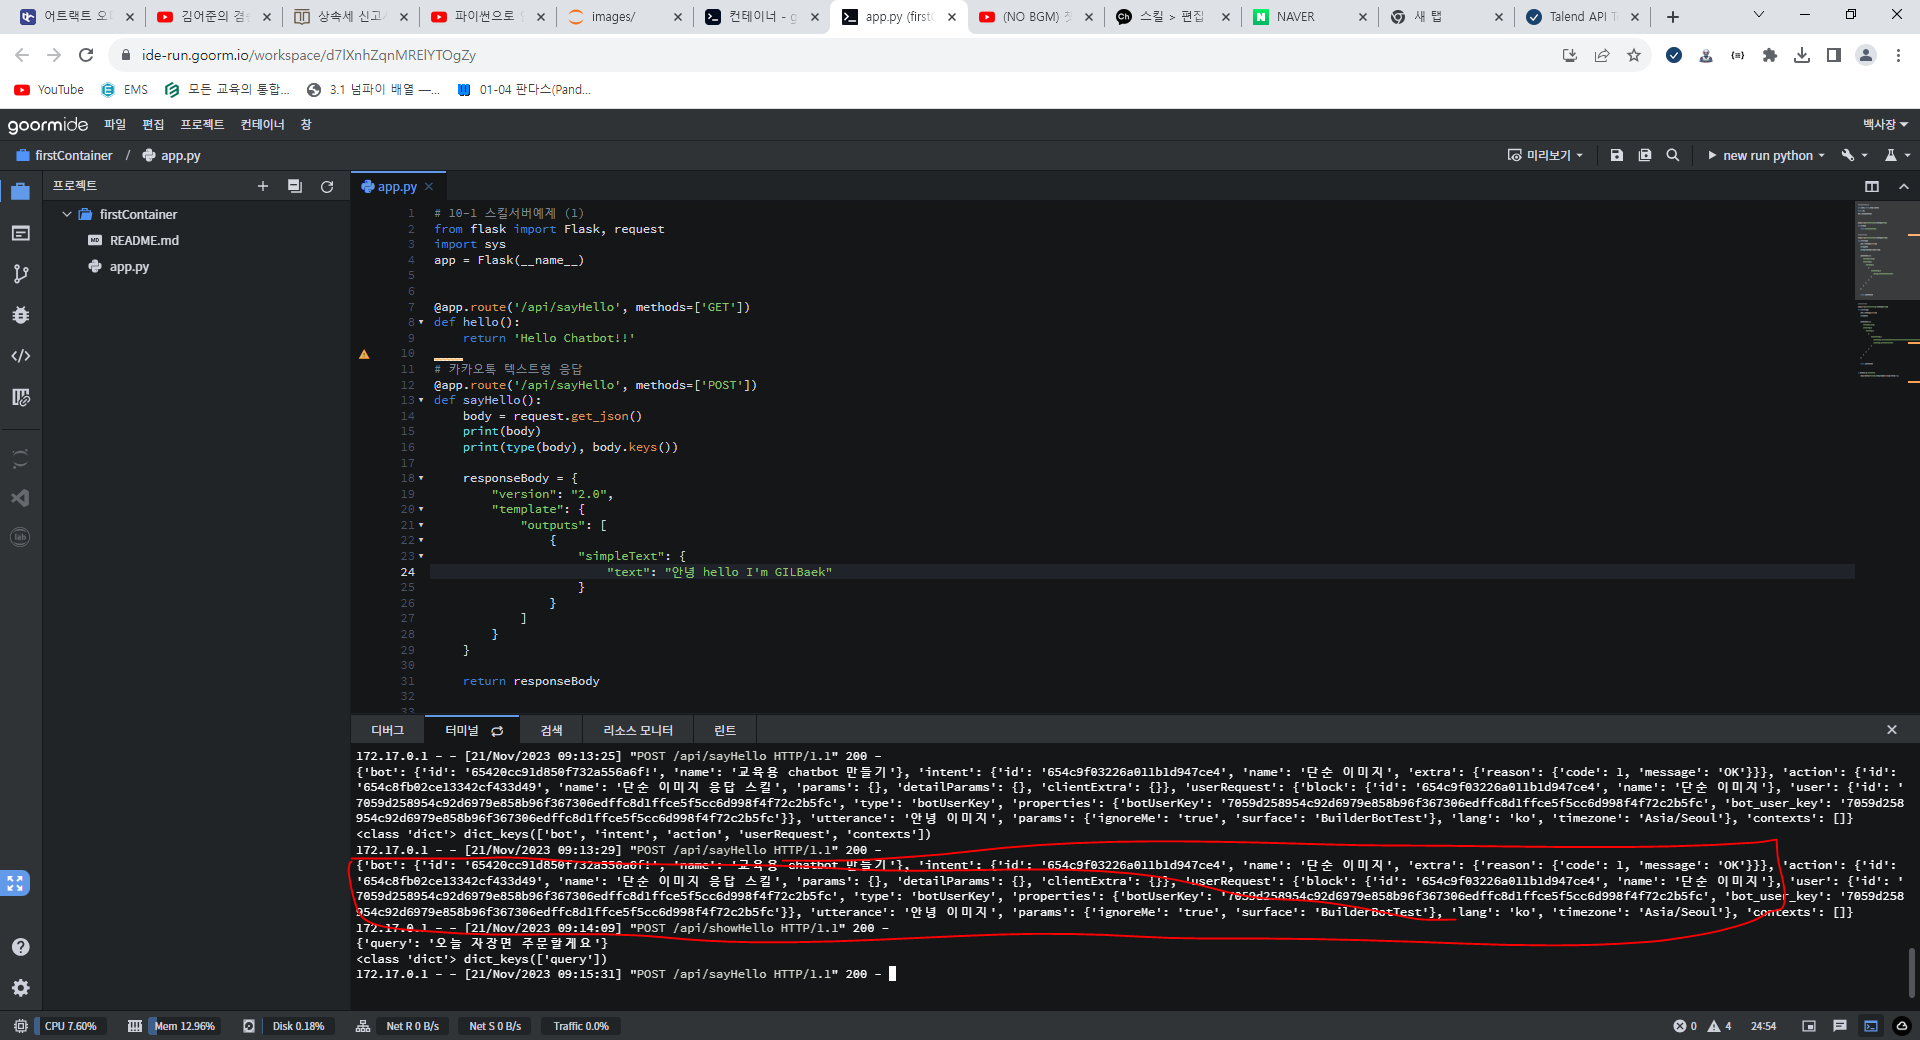 어트랙트 오
김어준의 겸손
상속세 신고
파이썬으로
images/
컨테이너 - g
app.py (first
(NO BGM)
스킬 > 편집
NAVER
새 탭
Talend API T
ide-run.goorm.io/workspace/d7lXnhZqnMRElYTOgZy
YouTube
EMS
모든 교육의 통합...
3.1 넘파이 배열 —...
01-04 판다스(Pand...
goormide 파일 편집 프로젝트 컨테이너 창
백사장
firstContainer / app.py
미리보기
new run python
프로젝트
app.py
firstContainer
README.md
app.py
1 # 10-1 스킬서버예제 (1)
2 from flask import Flask, request
3 import sys
4 app = Flask(__name__)
5
6
7 @app.route('/api/sayHello', methods=['GET'])
8 def hello():
9     return 'Hello Chatbot!!'
10
11 # 카카오톡 텍스트형 응답
12 @app.route('/api/sayHello', methods=['POST'])
13 def sayHello():
14     body = request.get_json()
15     print(body)
16     print(type(body), body.keys())
17
18     responseBody = {
19         "version": "2.0",
20         "template": {
21             "outputs": [
22                 {
23                     "simpleText": {
24                         "text": "안녕 hello I'm GILBaek"
25                     }
26                 }
27             ]
28         }
29     }
30
31     return responseBody
32
33
디버그 터미널 검색 리소스 모니터 린트
172.17.0.1 - - [21/Nov/2023 09:13:25] "POST /api/sayHello HTTP/1.1" 200 -
{'bot': {'id': '65420cc91d850f732a556a6f!', 'name': '교육용 chatbot 만들기'}, 'intent': {'id': '654c9f03226a011b1d947ce4', 'name': '단순 이미지', 'extra': {'reason': {'code': 1, 'message': 'OK'}}}, 'action': {'id':
'654c8fb02ce13342cf433d49', 'name': '단순 이미지 응답 스킬', 'params': {}, 'detailParams': {}, 'clientExtra': {}}, 'userRequest': {'block': {'id': '654c9f03226a011b1d947ce4', 'name': '단순 이미지'}, 'user': {'id': '
7059d258954c92d6979e858b96f367306edffc8d1ffce5f5cc6d998f4f72c2b5fc', 'type': 'botUserKey', 'properties': {'botUserKey': '7059d258954c92d6979e858b96f367306edffc8d1ffce5f5cc6d998f4f72c2b5fc', 'bot_user_key': '7059d258
954c92d6979e858b96f367306edffc8d1ffce5f5cc6d998f4f72c2b5fc'}}, 'utterance': '안녕 이미지', 'params': {'ignoreMe': 'true', 'surface': 'BuilderBotTest'}, 'lang': 'ko', 'timezone': 'Asia/Seoul'}, 'contexts': []}
<class 'dict'> dict_keys(['bot', 'intent', 'action', 'userRequest', 'contexts'])
172.17.0.1 - - [21/Nov/2023 09:13:29] "POST /api/sayHello HTTP/1.1" 200 -
{'bot': {'id': '65420cc91d850f732a556a6f!', 'name': '교육용 chatbot 만들기'}, 'intent': {'id': '654c9f03226a011b1d947ce4', 'name': '단순 이미지', 'extra': {'reason': {'code': 1, 'message': 'OK'}}}, 'action': {'id':
'654c8fb02ce13342cf433d49', 'name': '단순 이미지 응답 스킬', 'params': {}, 'detailParams': {}, 'clientExtra': {}}, 'userRequest': {'block': {'id': '654c9f03226a011b1d947ce4', 'name': '단순 이미지'}, 'user': {'id': '
7059d258954c92d6979e858b96f367306edffc8d1ffce5f5cc6d998f4f72c2b5fc', 'type': 'botUserKey', 'properties': {'botUserKey': '7059d258954c92d6979e858b96f367306edffc8d1ffce5f5cc6d998f4f72c2b5fc', 'bot_user_key': '7059d258
954c92d6979e858b96f367306edffc8d1ffce5f5cc6d998f4f72c2b5fc'}}, 'utterance': '안녕 이미지', 'params': {'ignoreMe': 'true', 'surface': 'BuilderBotTest'}, 'lang': 'ko', 'timezone': 'Asia/Seoul'}, 'contexts': []}
172.17.0.1 - - [21/Nov/2023 09:14:09] "POST /api/showHello HTTP/1.1" 200 -
{'query': '오늘 자장면 주문할게요'}
<class 'dict'> dict_keys(['query'])
172.17.0.1 - - [21/Nov/2023 09:15:31] "POST /api/sayHello HTTP/1.1" 200 -
CPU 7.60% Mem 12.96% Disk 0.18% Net R 0 B/s Net S 0 B/s Traffic 0.0%
0 4 24:54